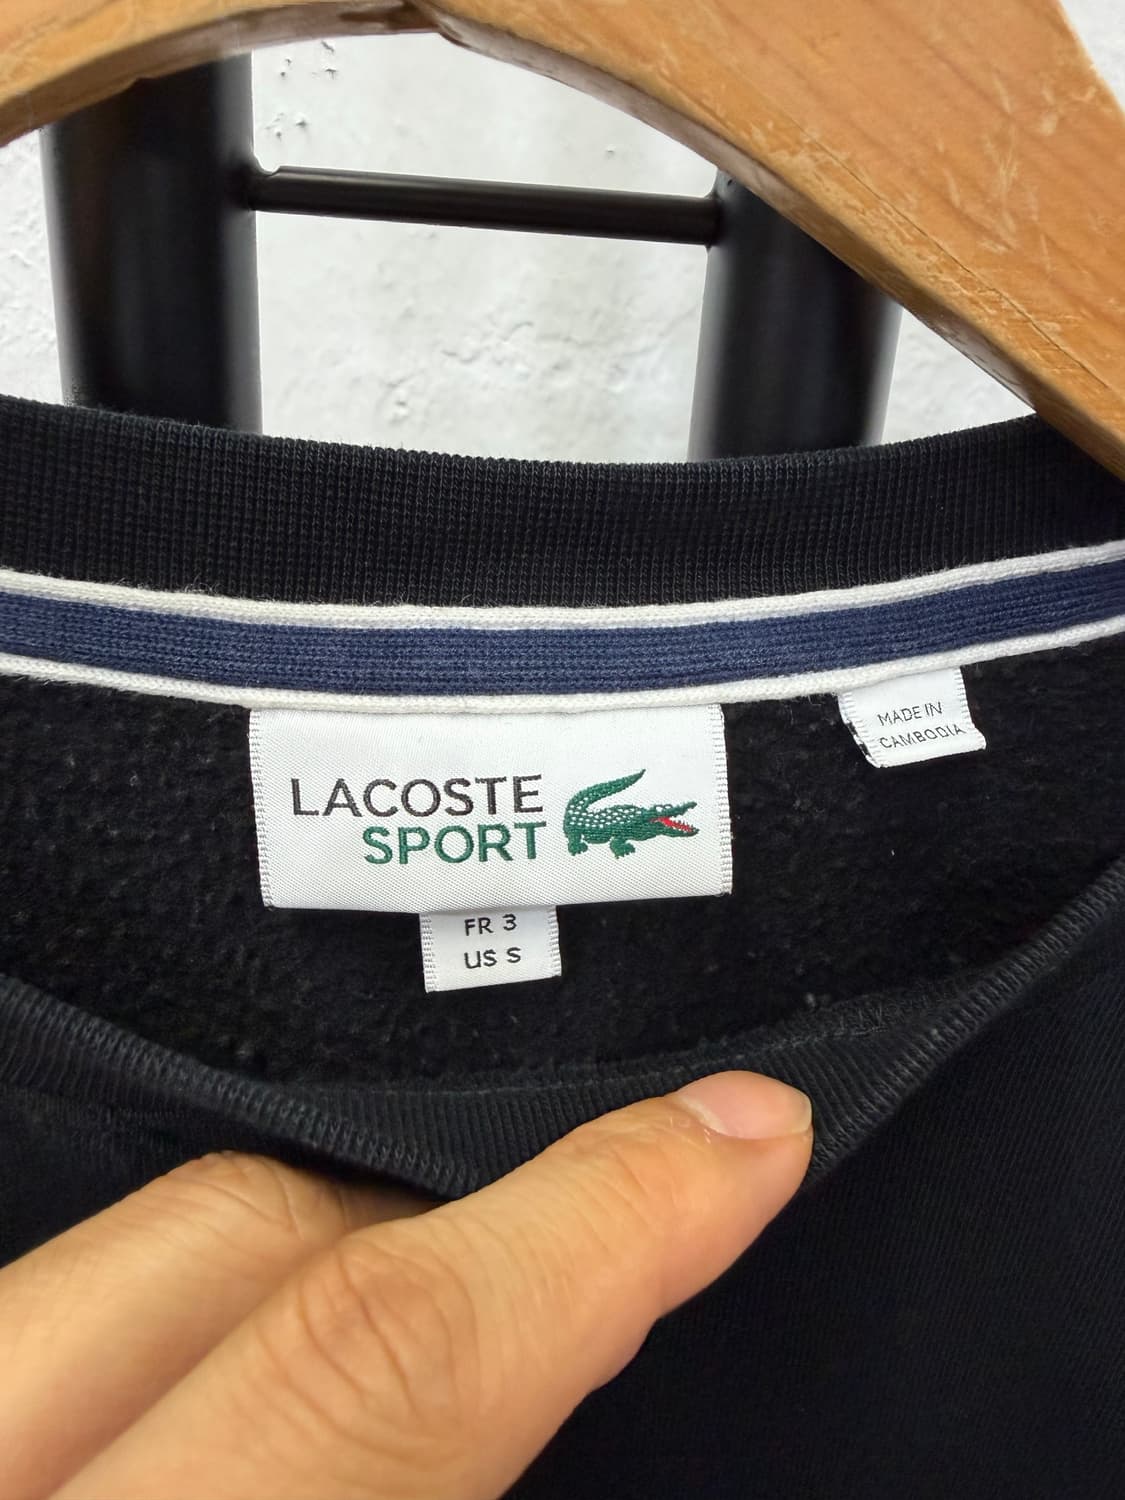 LACOSTE
SPORT
FR 3
US S
MADE IN
CAMBODIA